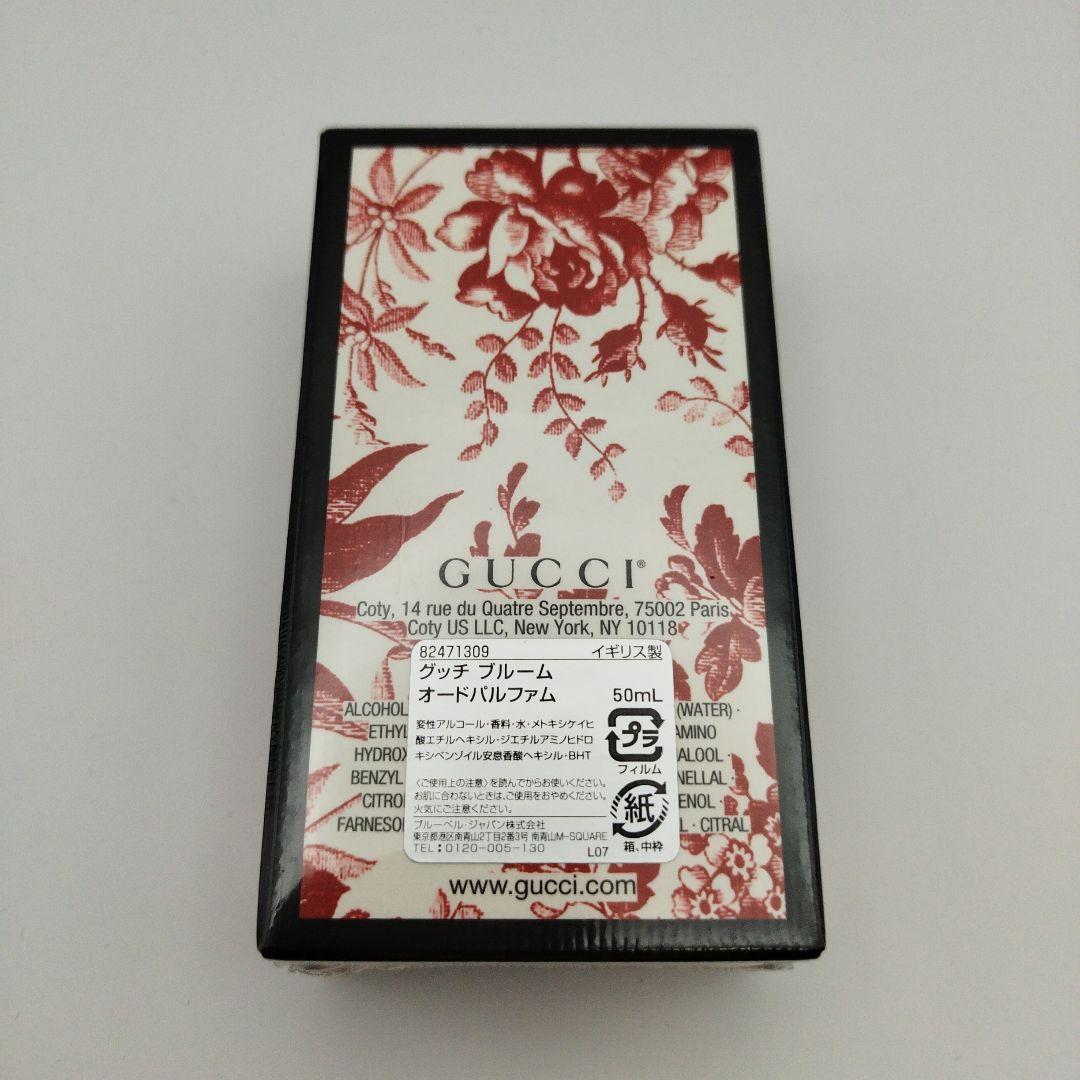 GUCCI®
Coty, 14 rue du Quatre Septembre, 75002 Paris
Coty US LLC, New York, NY 10118
82471309 イギリス製
グッチ ブルーム
オードパルファム 50mL
変性アルコール・香料・水・メトキシケイヒ
酸エチルヘキシル・ジエチルアミノヒドロ
キシベンゾイル安息香酸ヘキシル・BHT
プラ
フィルム
〈ご使用上の注意〉を読んでからお使いください。
お肌に合わないときは、ご使用をおやめください。
火気にご注意ください。
紙
箱、中枠
ブルーベル・ジャパン株式会社
東京都港区南青山2丁目2番3号 南青山M-SQUARE
TEL:0120-005-130 L07
ALCOHOL (WATER)·
ETHYL AMINO
HYDROX ALOOL·
BENZYL NELLAL·
CITRO ENOL·
FARNESO L·CITRAL
www.gucci.com